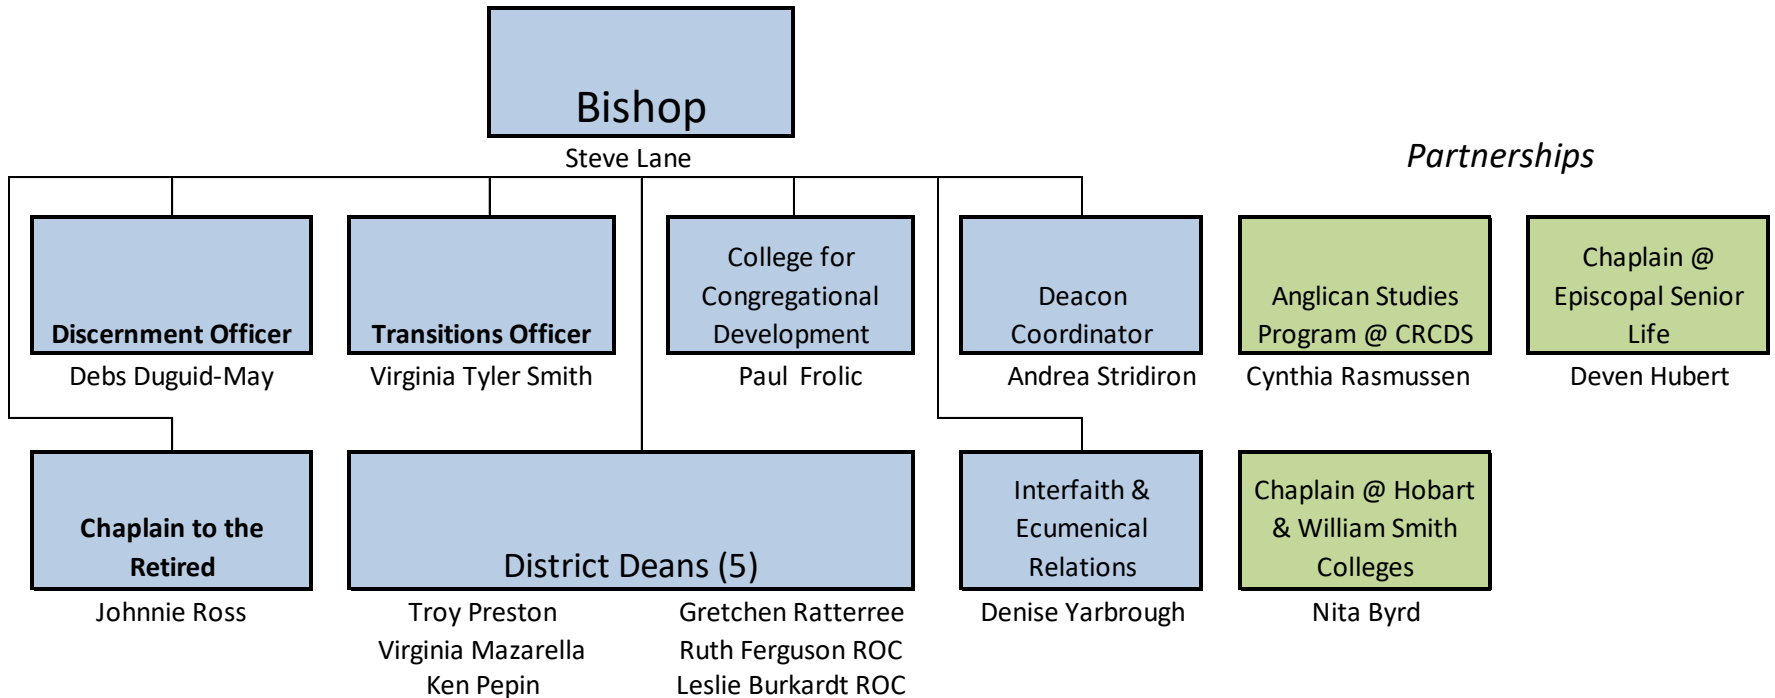 Bishop
Steve Lane
Partnerships
Discernment Officer
Debs Duguid-May
Transitions Officer
Virginia Tyler Smith
College for
Congregational
Development
Paul Frolic
Deacon
Coordinator
Andrea Stridiron
Anglican Studies
Program @ CRCDS
Cynthia Rasmussen
Chaplain @
Episcopal Senior
Life
Deven Hubert
Chaplain to the
Retired
Johnnie Ross
District Deans (5)
Troy Preston
Virginia Mazarella
Ken Pepin
Gretchen Ratterree
Ruth Ferguson ROC
Leslie Burkardt ROC
Interfaith &
Ecumenical
Relations
Denise Yarbrough
Chaplain @ Hobart
& William Smith
Colleges
Nita Byrd